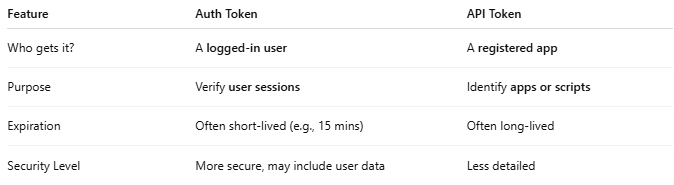 Feature Auth Token API Token
Who gets it? A logged-in user A registered app
Purpose Verify user sessions Identify apps or scripts
Expiration Often short-lived (e.g., 15 mins) Often long-lived
Security Level More secure, may include user data Less detailed